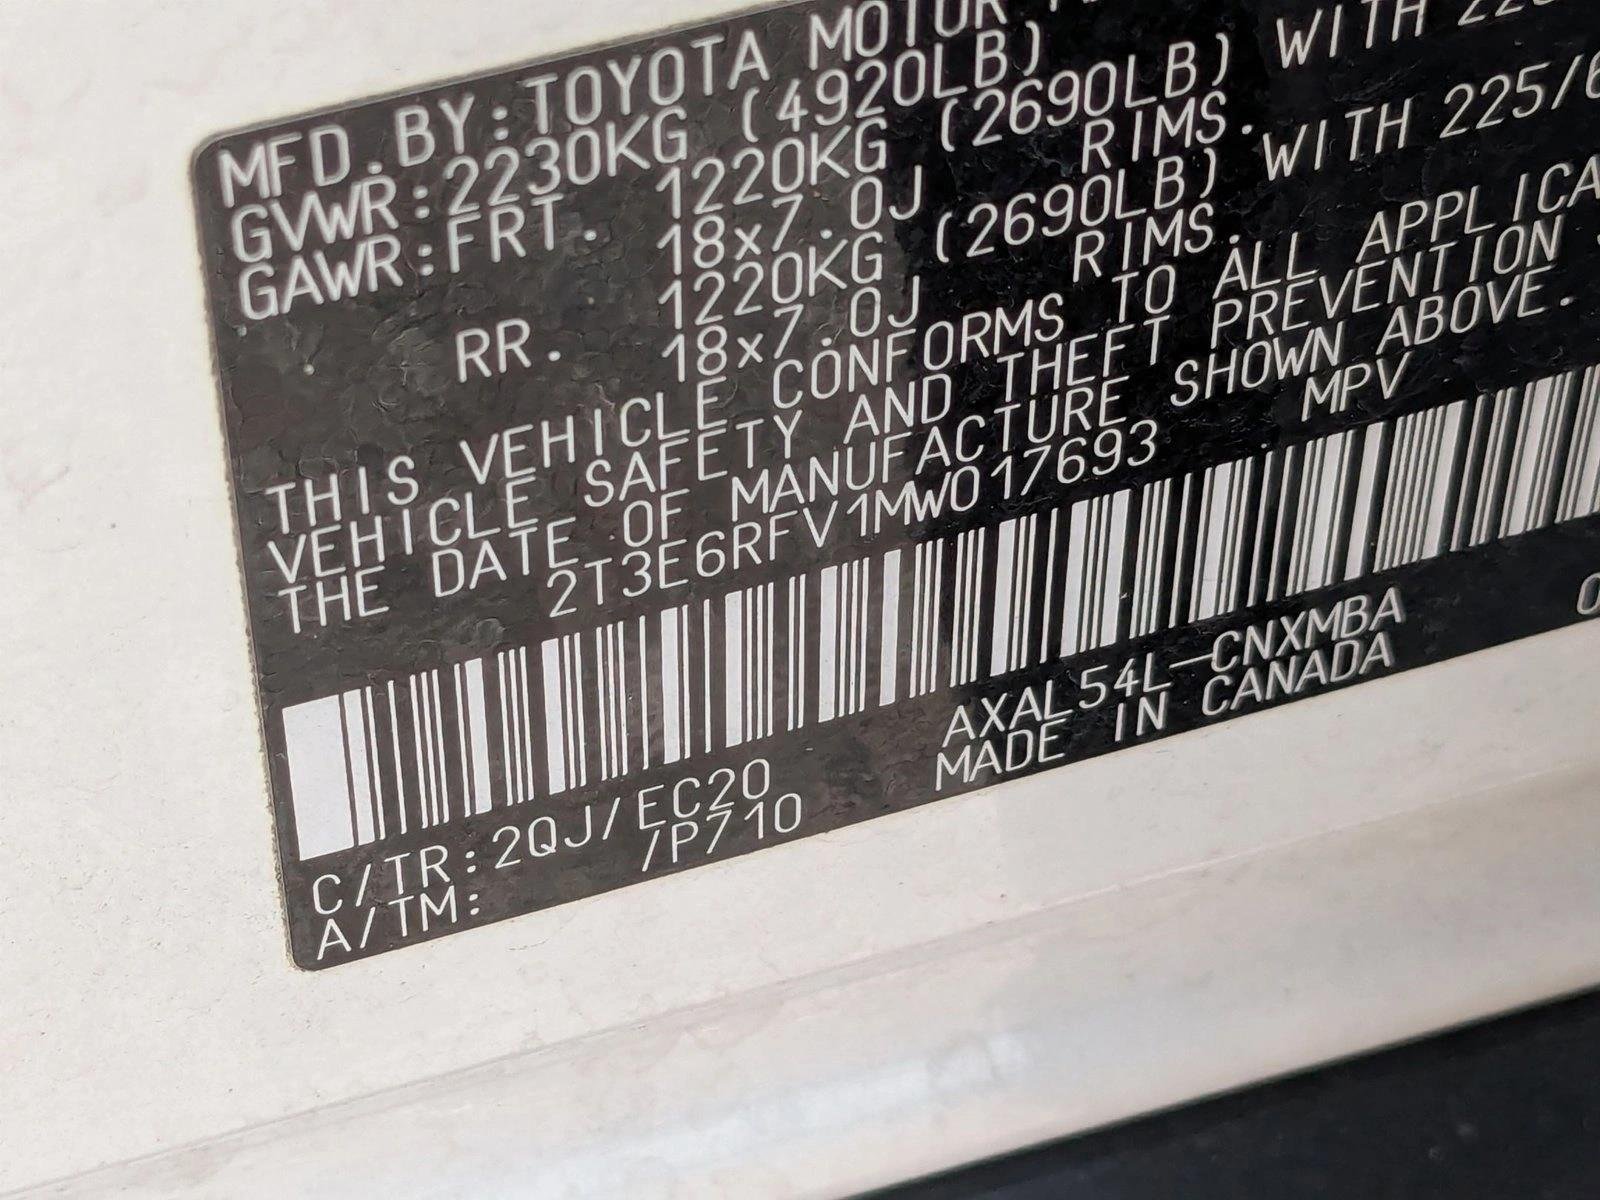 MFD.BY:TOYOTA MOTOR
GVWR:2230KG (4920LB)
GAWR:FRT. 1220KG (2690LB) WITH
18x7.0J RIMS.
RR. 1220KG (2690LB) WITH 225/6
18x7.0J RIMS.
THIS VEHICLE CONFORMS TO ALL APPLICA
VEHICLE SAFETY AND THEFT PREVENTION
THE DATE OF MANUFACTURE SHOWN ABOVE.
2T3E6RFV1MW017693 MPV
C/TR:2QJ/EC20 AXAL54L-CNXMBA
A/TM: /P710 MADE IN CANADA